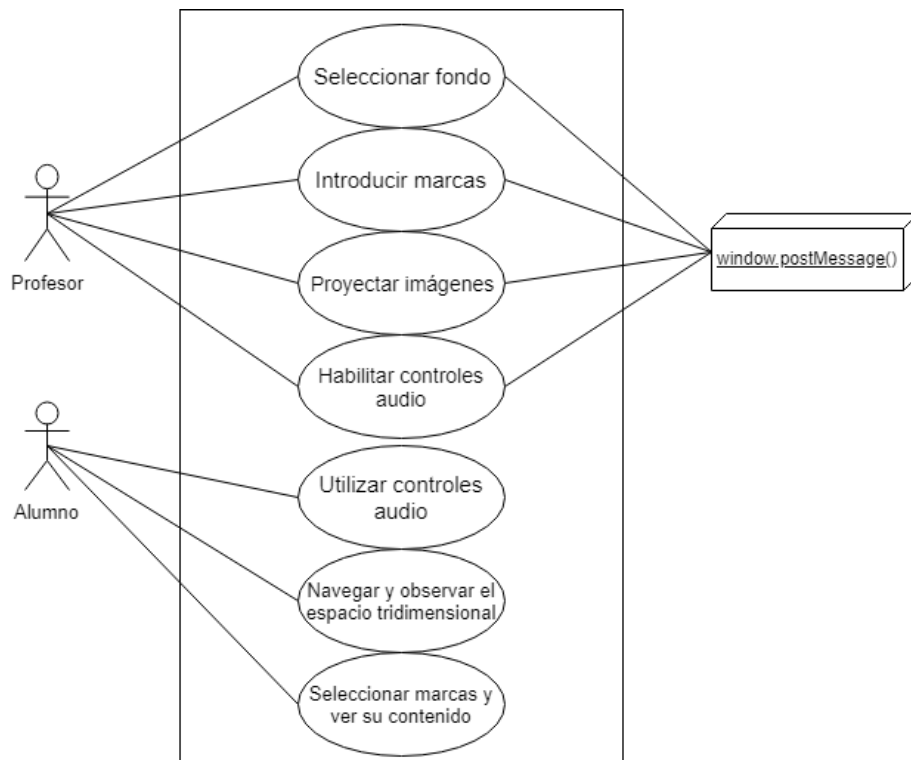 Seleccionar fondo
Introducir marcas
Profesor
Proyectar imágenes
window.postMessage()
Habilitar controles
audio
Alumno
Utilizar controles
audio
Navegar y observar el
espacio tridimensional
Seleccionar marcas y
ver su contenido